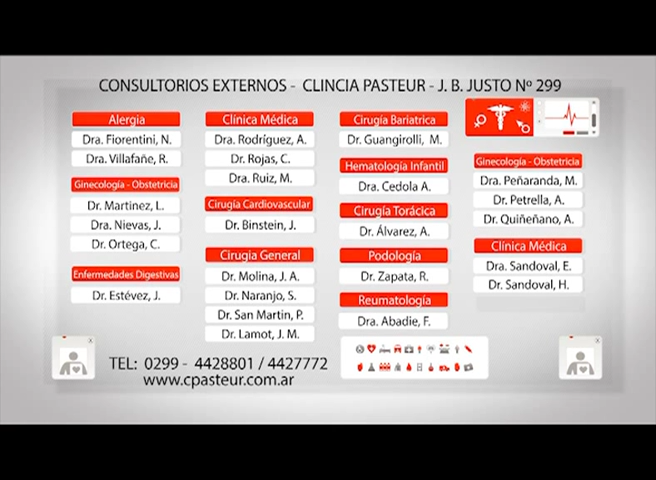 CONSULTORIOS EXTERNOS - CLINCIA PASTEUR - J. B. JUSTO Nº 299
Alergia
Dra. Fiorentini, N.
Dra. Villafañe, R.
Ginecología - Obstetricia
Dr. Martinez, L.
Dra. Nievas, J.
Dr. Ortega, C.
Enfermedades Digestivas
Dr. Estévez, J.
Clínica Médica
Dra. Rodríguez, A.
Dr. Rojas, C.
Dra. Ruiz, M.
Cirugía Cardiovascular
Dr. Binstein, J.
Cirugia General
Dr. Molina, J. A.
Dr. Naranjo, S.
Dr. San Martin, P.
Dr. Lamot, J. M.
Cirugía Bariatrica
Dr. Guangirolli, M.
Hematología Infantil
Dra. Cedola A.
Cirugía Torácica
Dr. Álvarez, A.
Podología
Dr. Zapata, R.
Reumatología
Dra. Abadie, F.
Ginecología - Obstetricia
Dra. Peñaranda, M.
Dr. Petrella, A.
Dr. Quiñeñano, A.
Clínica Médica
Dra. Sandoval, E.
Dr. Sandoval, H.
TEL: 0299 - 4428801 / 4427772
www.cpasteur.com.ar